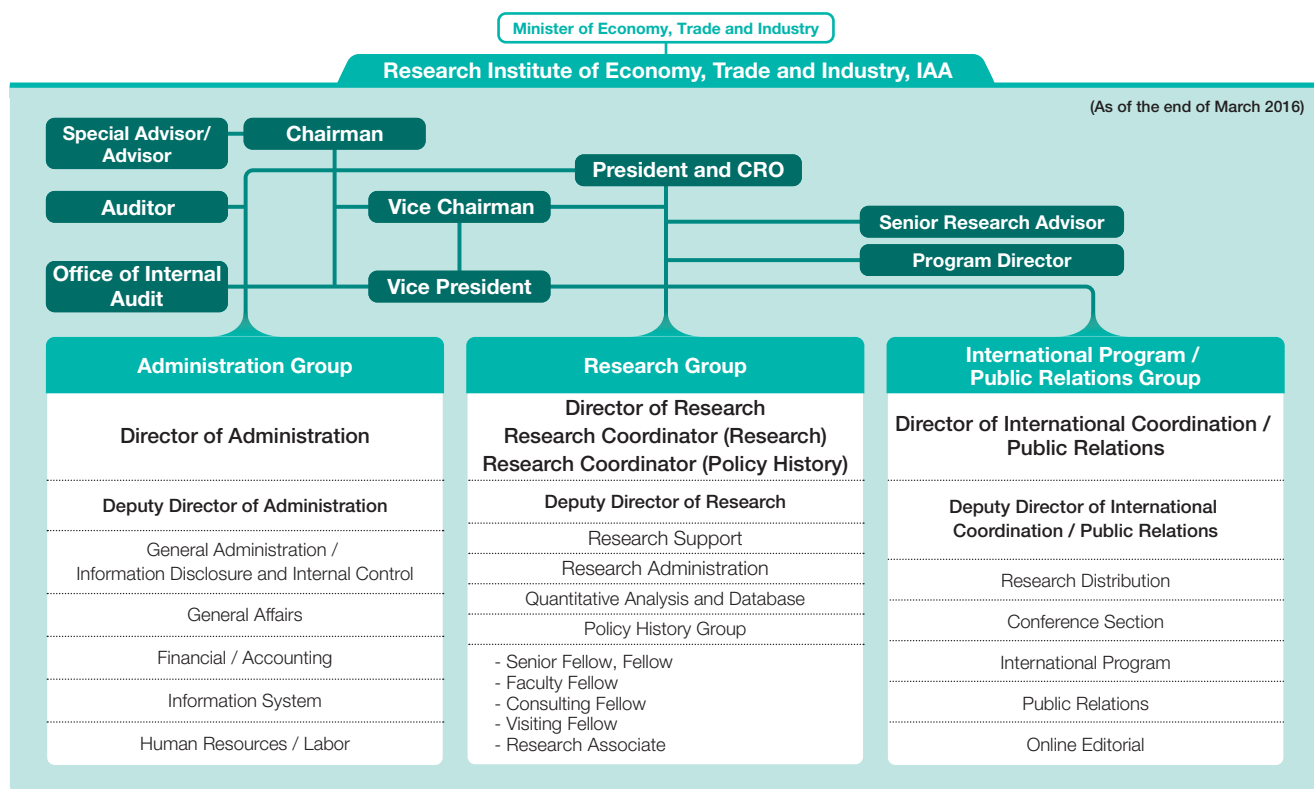 Minister of Economy, Trade and Industry
Research Institute of Economy, Trade and Industry, IAA
(As of the end of March 2016)
Special Advisor/
Advisor
Chairman
President and CRO
Auditor
Vice Chairman
Senior Research Advisor
Program Director
Office of Internal
Audit
Vice President
Administration Group
Director of Administration
Deputy Director of Administration
General Administration /
Information Disclosure and Internal Control
General Affairs
Financial / Accounting
Information System
Human Resources / Labor
Research Group
Director of Research
Research Coordinator (Research)
Research Coordinator (Policy History)
Deputy Director of Research
Research Support
Research Administration
Quantitative Analysis and Database
Policy History Group
- Senior Fellow, Fellow
- Faculty Fellow
- Consulting Fellow
- Visiting Fellow
- Research Associate
International Program /
Public Relations Group
Director of International Coordination /
Public Relations
Deputy Director of International
Coordination / Public Relations
Research Distribution
Conference Section
International Program
Public Relations
Online Editorial